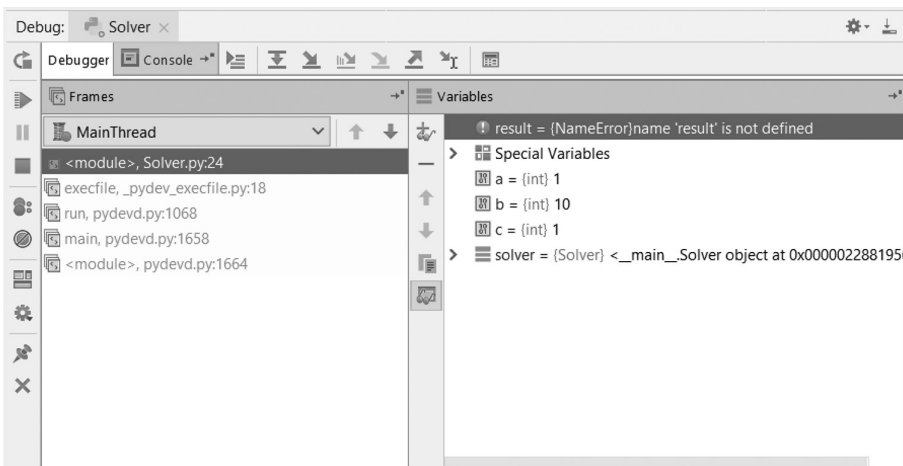 Debug: Solver
Debugger Console
Frames
Variables
MainThread
<module>, Solver.py:24
execfile, _pydev_execfile.py:18
run, pydevd.py:1068
main, pydevd.py:1658
<module>, pydevd.py:1664
result = {NameError}name 'result' is not defined
Special Variables
a = {int} 1
b = {int} 10
c = {int} 1
solver = {Solver} <__main__.Solver object at 0x000002288195